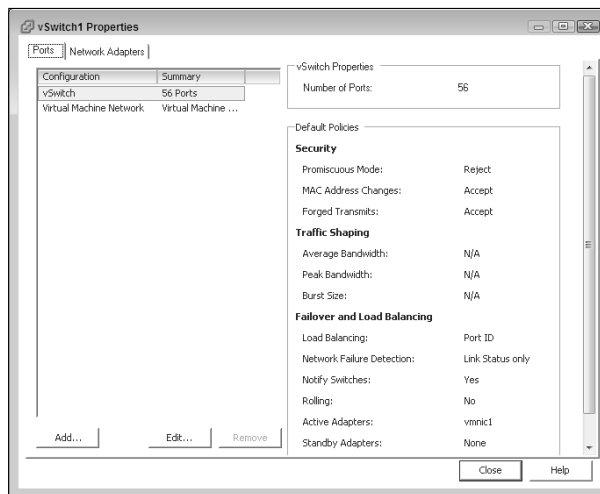 vSwitch1 Properties
Ports Network Adapters
Configuration Summary
vSwitch 56 Ports
Virtual Machine Network Virtual Machine ...
Add... Edit... Remove
vSwitch Properties
Number of Ports: 56
Default Policies
Security
Promiscuous Mode: Reject
MAC Address Changes: Accept
Forged Transmits: Accept
Traffic Shaping
Average Bandwidth: N/A
Peak Bandwidth: N/A
Burst Size: N/A
Failover and Load Balancing
Load Balancing: Port ID
Network Failure Detection: Link Status only
Notify Switches: Yes
Rolling: No
Active Adapters: vmnic1
Standby Adapters: None
Close Help